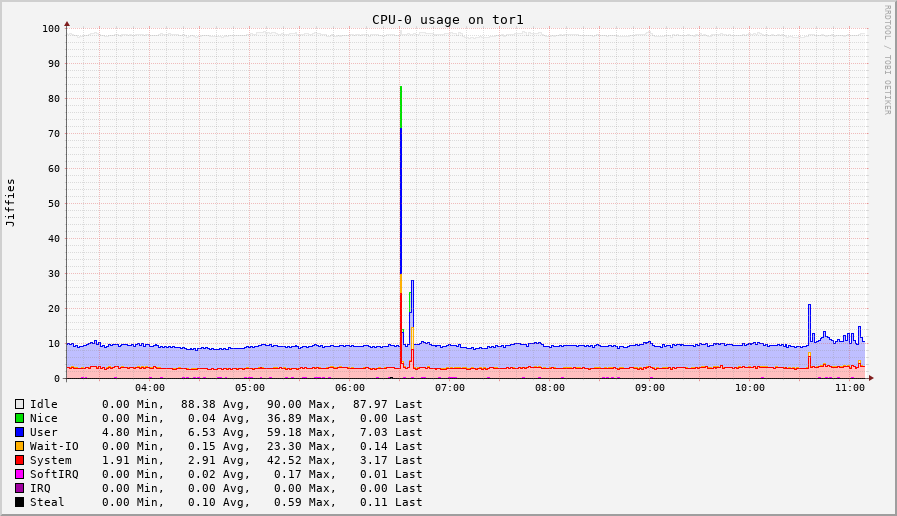 CPU-0 usage on tor1
RRDTOOL / TOBI OETIKER
Jiffies
100
90
80
70
60
50
40
30
20
10
0
04:00 05:00 06:00 07:00 08:00 09:00 10:00 11:00
Idle 0.00 Min, 88.38 Avg, 90.00 Max, 87.97 Last
Nice 0.00 Min, 0.04 Avg, 36.89 Max, 0.00 Last
User 4.80 Min, 6.53 Avg, 59.18 Max, 7.03 Last
Wait-IO 0.00 Min, 0.15 Avg, 23.30 Max, 0.14 Last
System 1.91 Min, 2.91 Avg, 42.52 Max, 3.17 Last
SoftIRQ 0.00 Min, 0.02 Avg, 0.17 Max, 0.01 Last
IRQ 0.00 Min, 0.00 Avg, 0.00 Max, 0.00 Last
Steal 0.00 Min, 0.10 Avg, 0.59 Max, 0.11 Last